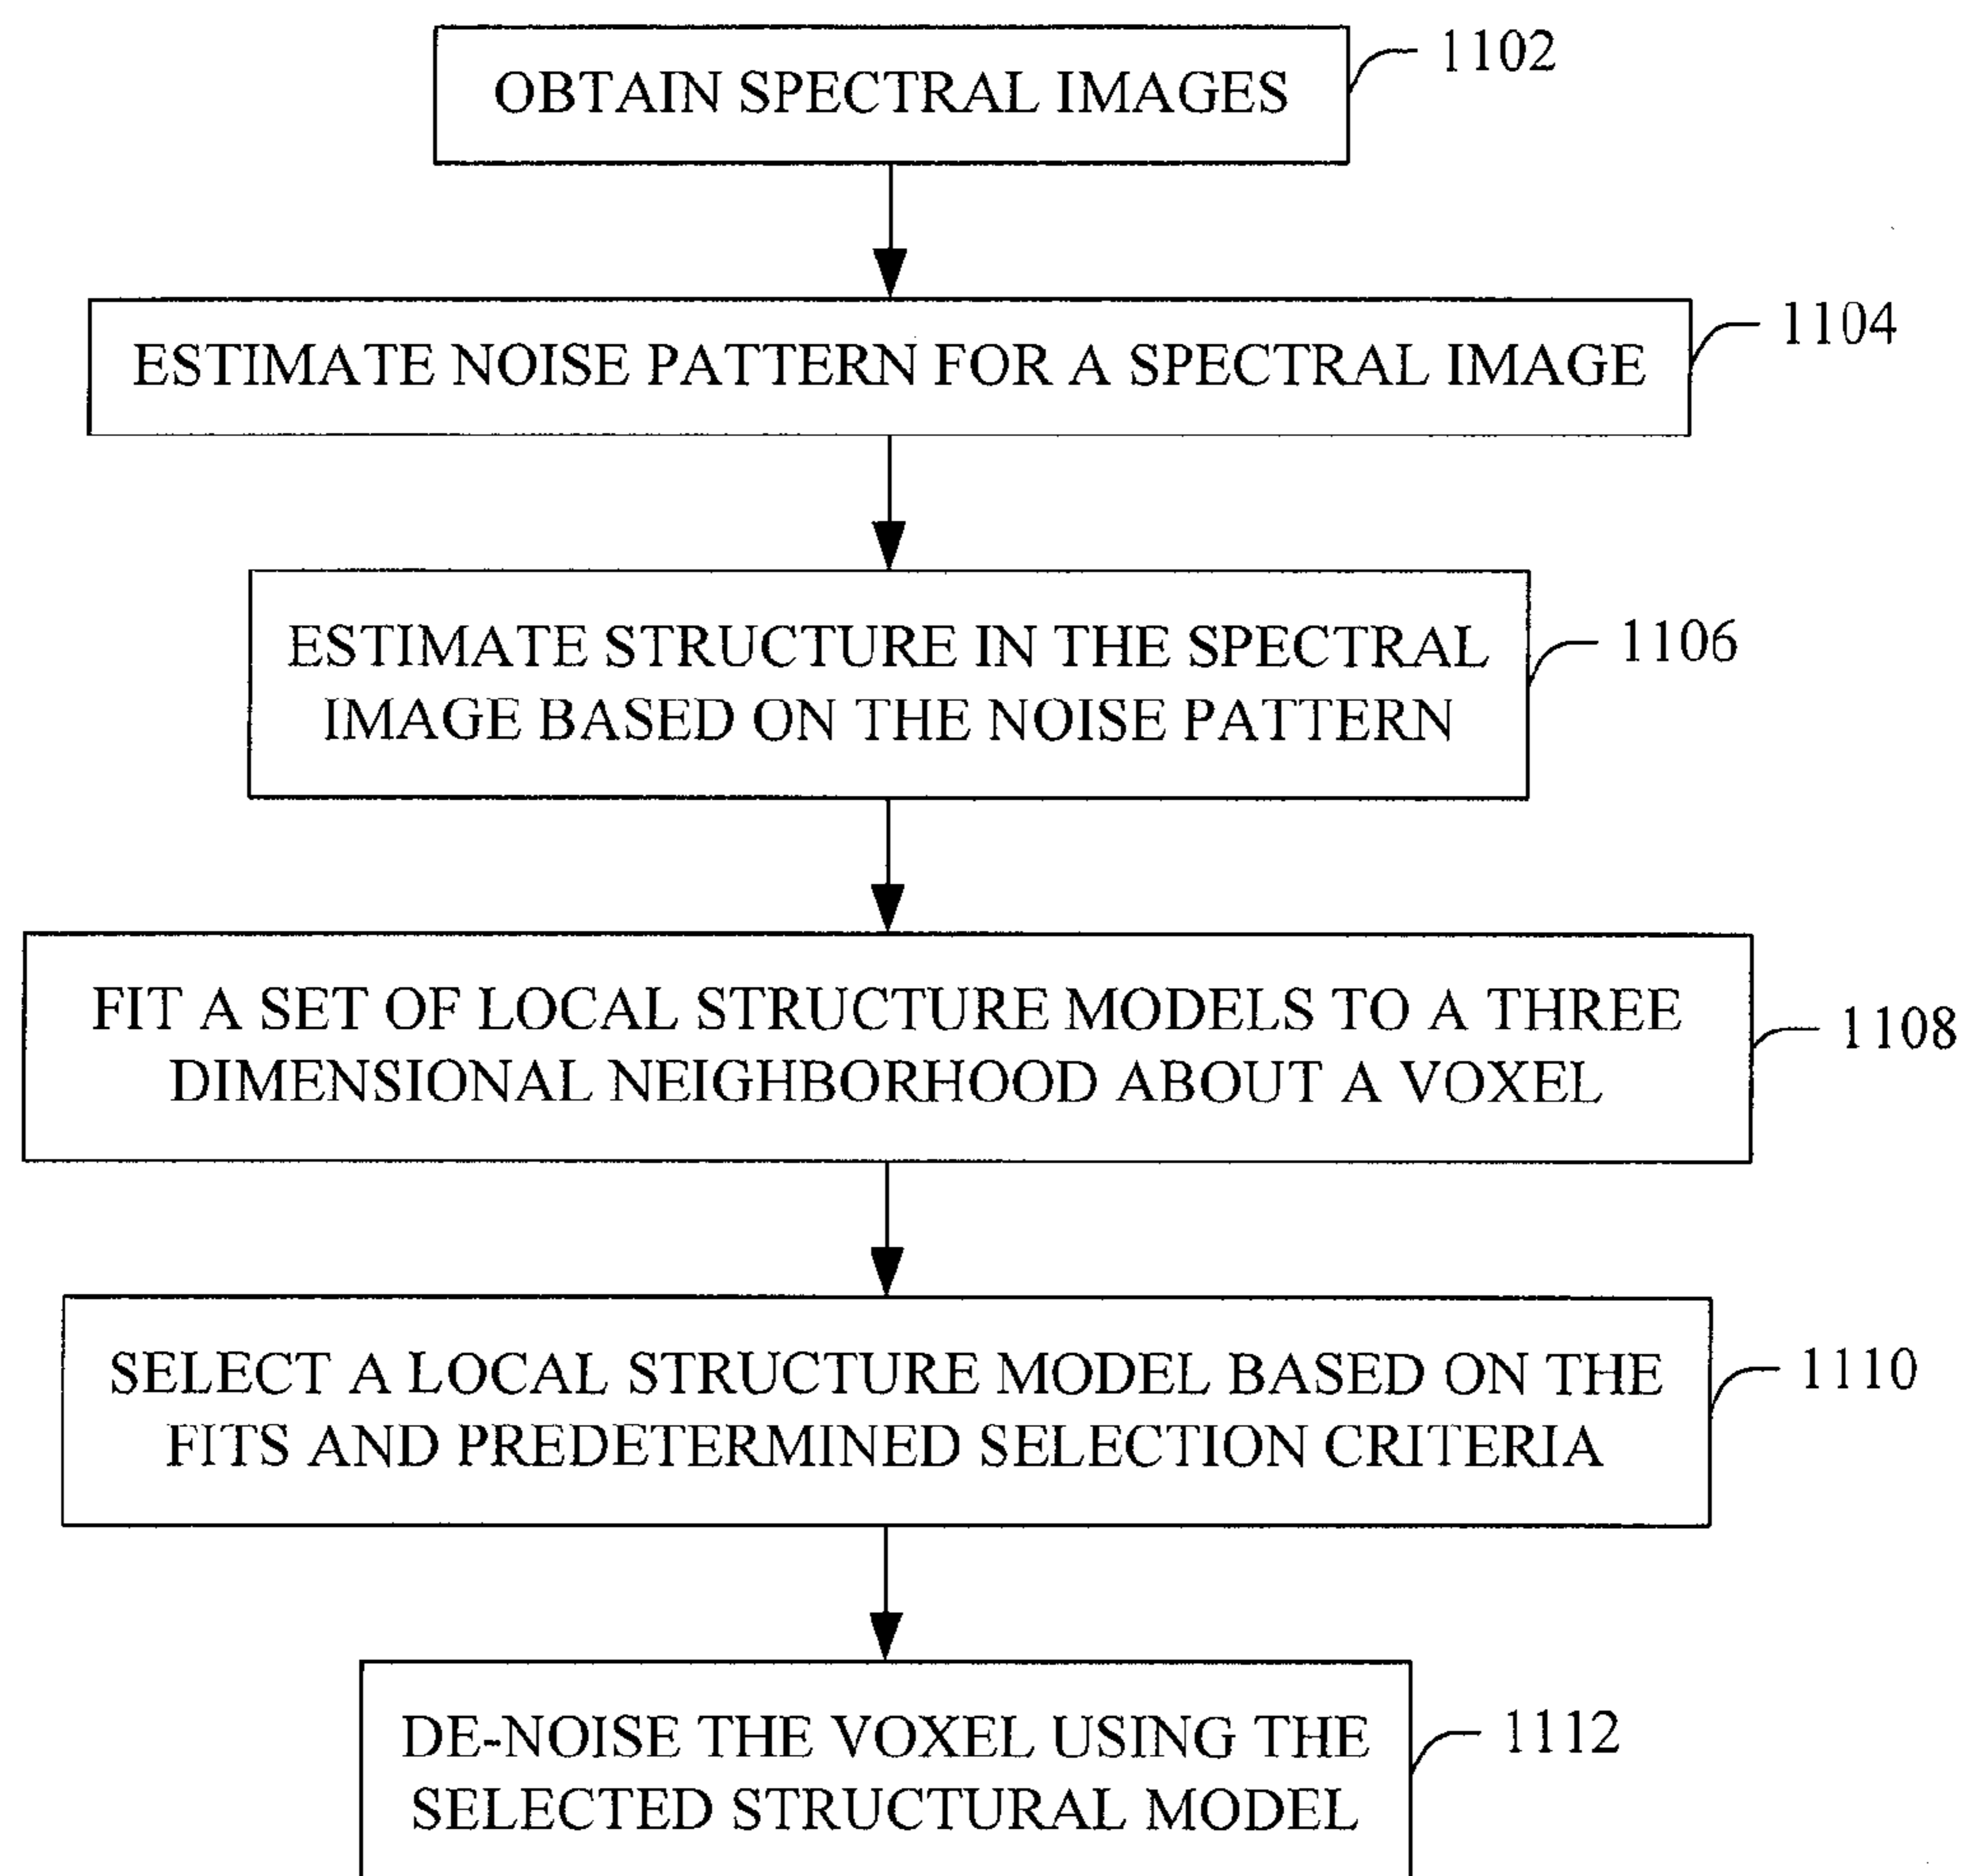 OBTAIN SPECTRAL IMAGES
1102
ESTIMATE NOISE PATTERN FOR A SPECTRAL IMAGE
1104
ESTIMATE STRUCTURE IN THE SPECTRAL
IMAGE BASED ON THE NOISE PATTERN
1106
FIT A SET OF LOCAL STRUCTURE MODELS TO A THREE
DIMENSIONAL NEIGHBORHOOD ABOUT A VOXEL
1108
SELECT A LOCAL STRUCTURE MODEL BASED ON THE
FITS AND PREDETERMINED SELECTION CRITERIA
1110
DE-NOISE THE VOXEL USING THE
SELECTED STRUCTURAL MODEL
1112